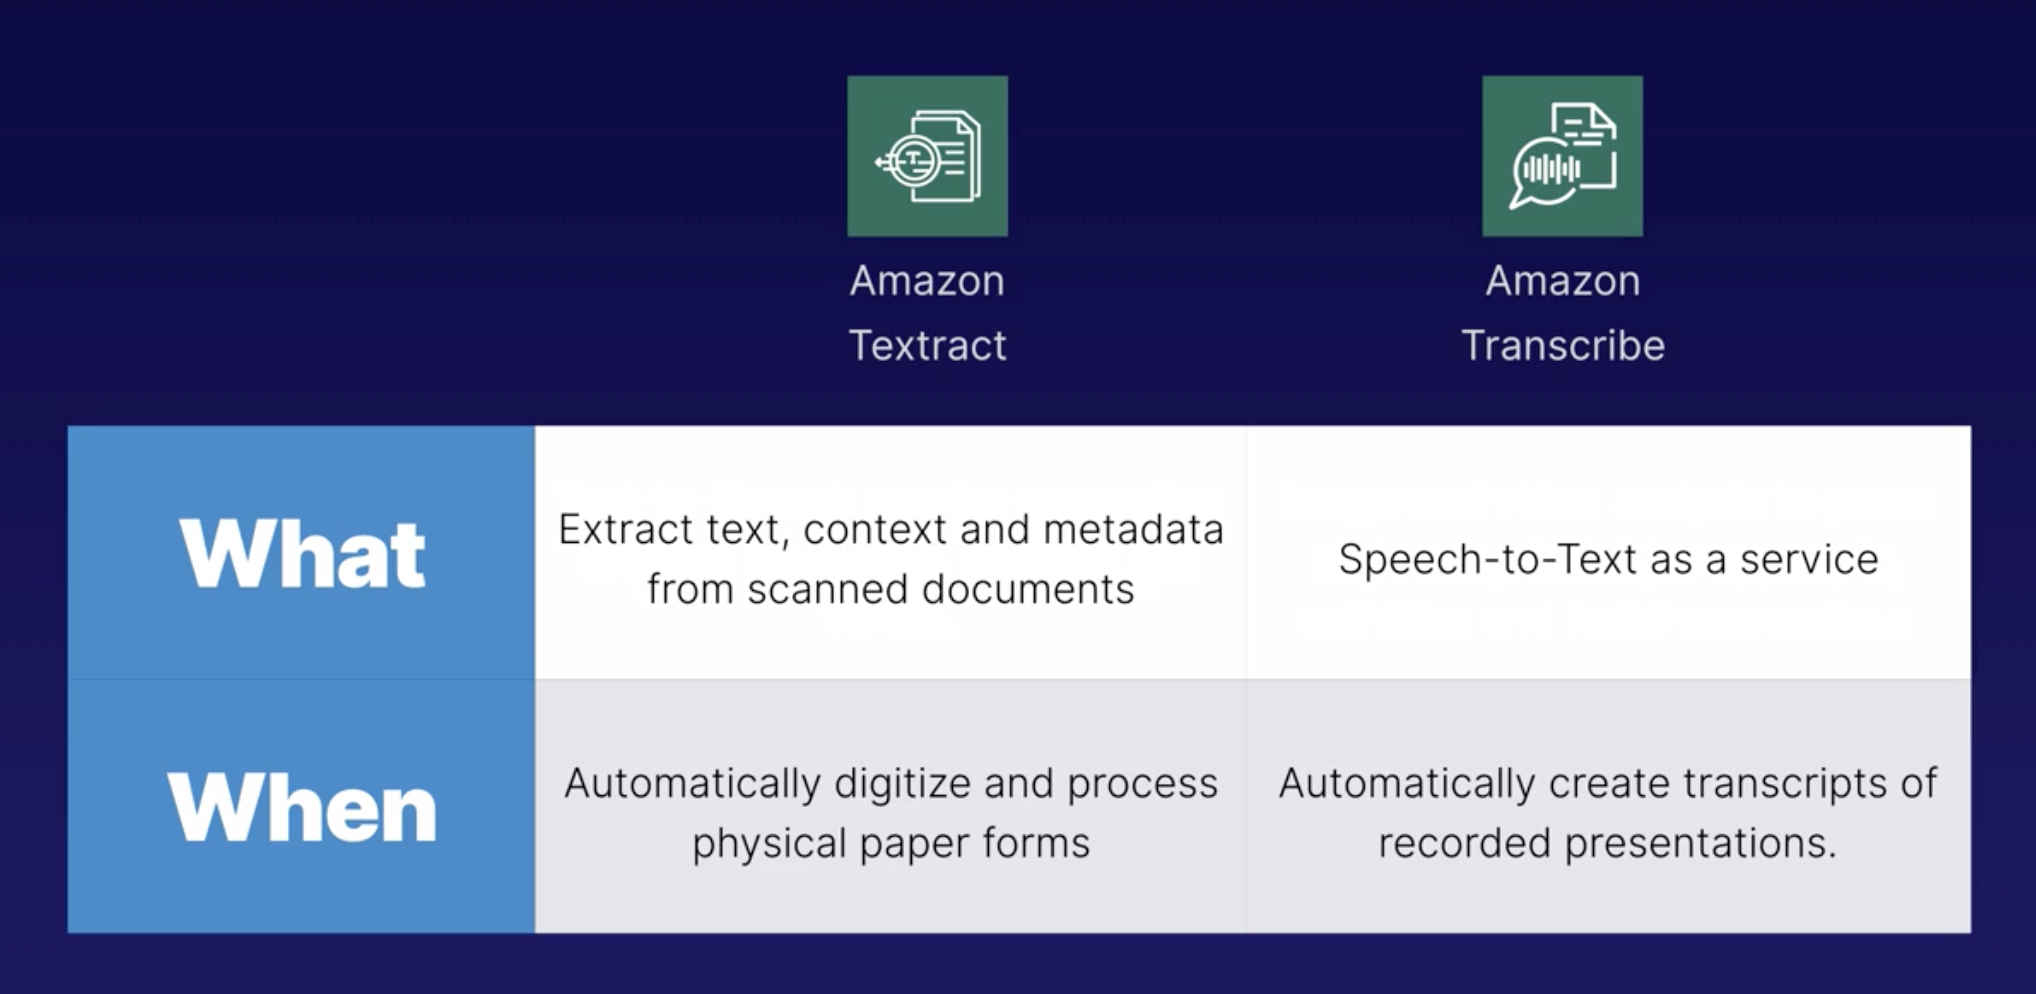 Amazon
Textract
Amazon
Transcribe
What
Extract text, context and metadata
from scanned documents
Speech-to-Text as a service
When
Automatically digitize and process
physical paper forms
Automatically create transcripts of
recorded presentations.